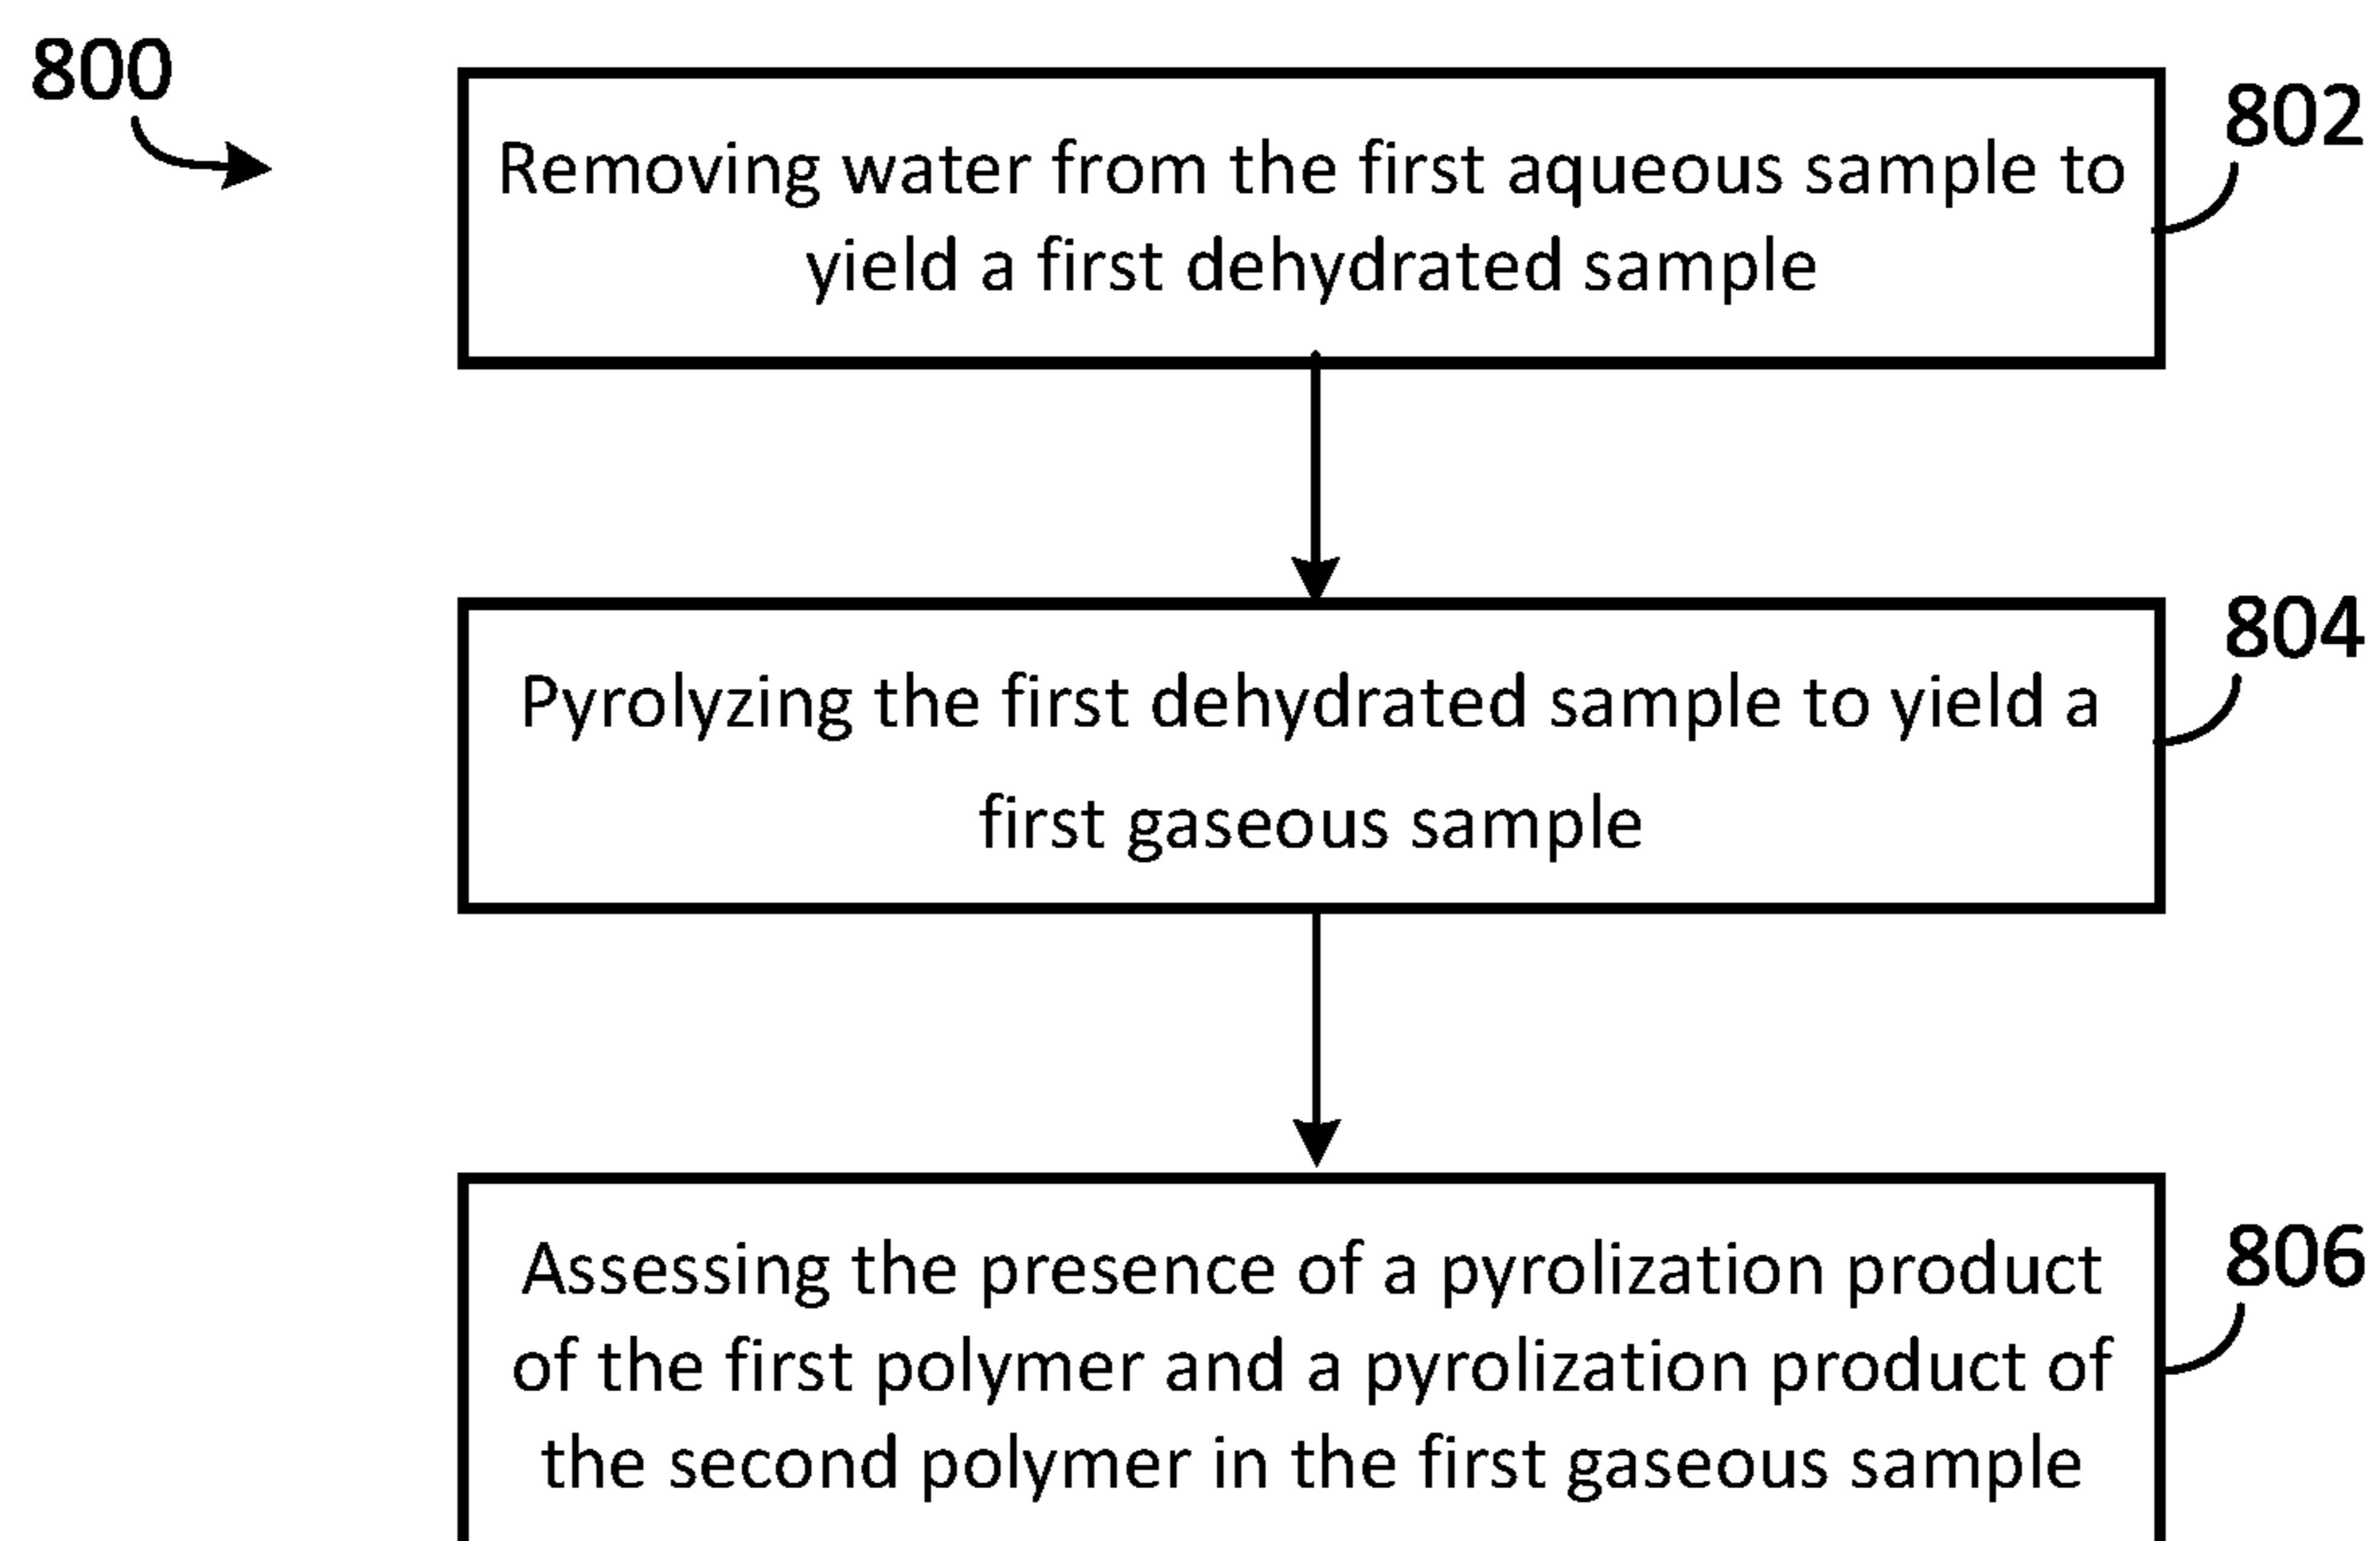 800
802
Removing water from the first aqueous sample to
yield a first dehydrated sample
804
Pyrolyzing the first dehydrated sample to yield a
first gaseous sample
806
Assessing the presence of a pyrolization product
of the first polymer and a pyrolization product of
the second polymer in the first gaseous sample